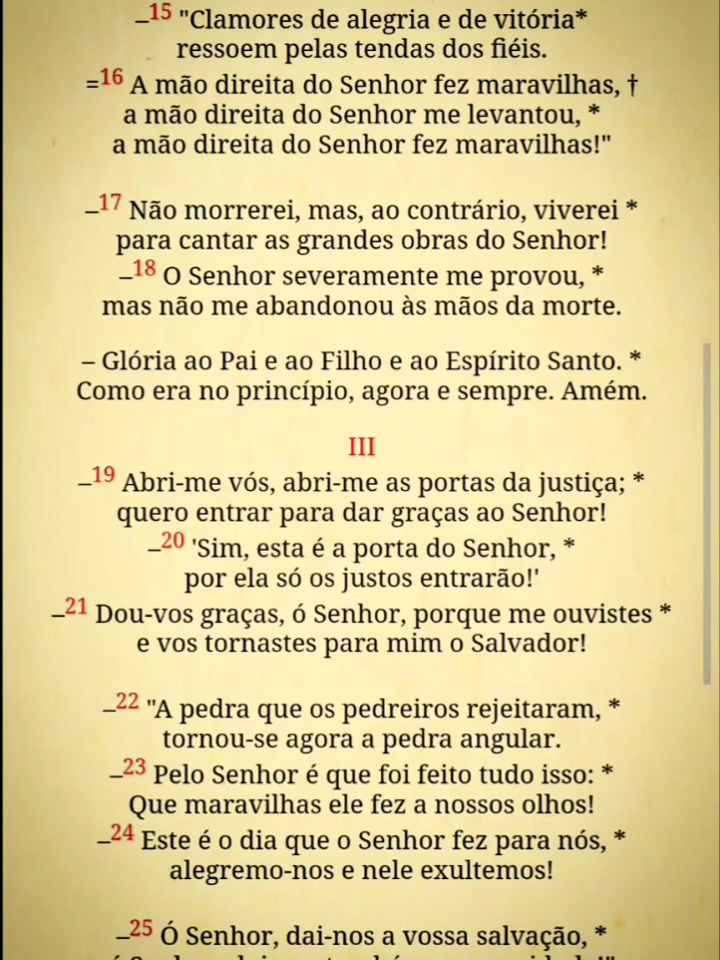 –15 "Clamores de alegria e de vitória*
ressoem pelas tendas dos fiéis.
=16 A mão direita do Senhor fez maravilhas, †
a mão direita do Senhor me levantou, *
a mão direita do Senhor fez maravilhas!"
–17 Não morrerei, mas, ao contrário, viverei *
para cantar as grandes obras do Senhor!
–18 O Senhor severamente me provou, *
mas não me abandonou às mãos da morte.
– Glória ao Pai e ao Filho e ao Espírito Santo. *
Como era no princípio, agora e sempre. Amém.
III
–19 Abri-me vós, abri-me as portas da justiça; *
quero entrar para dar graças ao Senhor!
–20 'Sim, esta é a porta do Senhor, *
por ela só os justos entrarão!'
–21 Dou-vos graças, ó Senhor, porque me ouvistes *
e vos tornastes para mim o Salvador!
–22 "A pedra que os pedreiros rejeitaram, *
tornou-se agora a pedra angular.
–23 Pelo Senhor é que foi feito tudo isso: *
Que maravilhas ele fez a nossos olhos!
–24 Este é o dia que o Senhor fez para nós, *
alegremo-nos e nele exultemos!
–25 Ó Senhor, dai-nos a vossa salvação, *